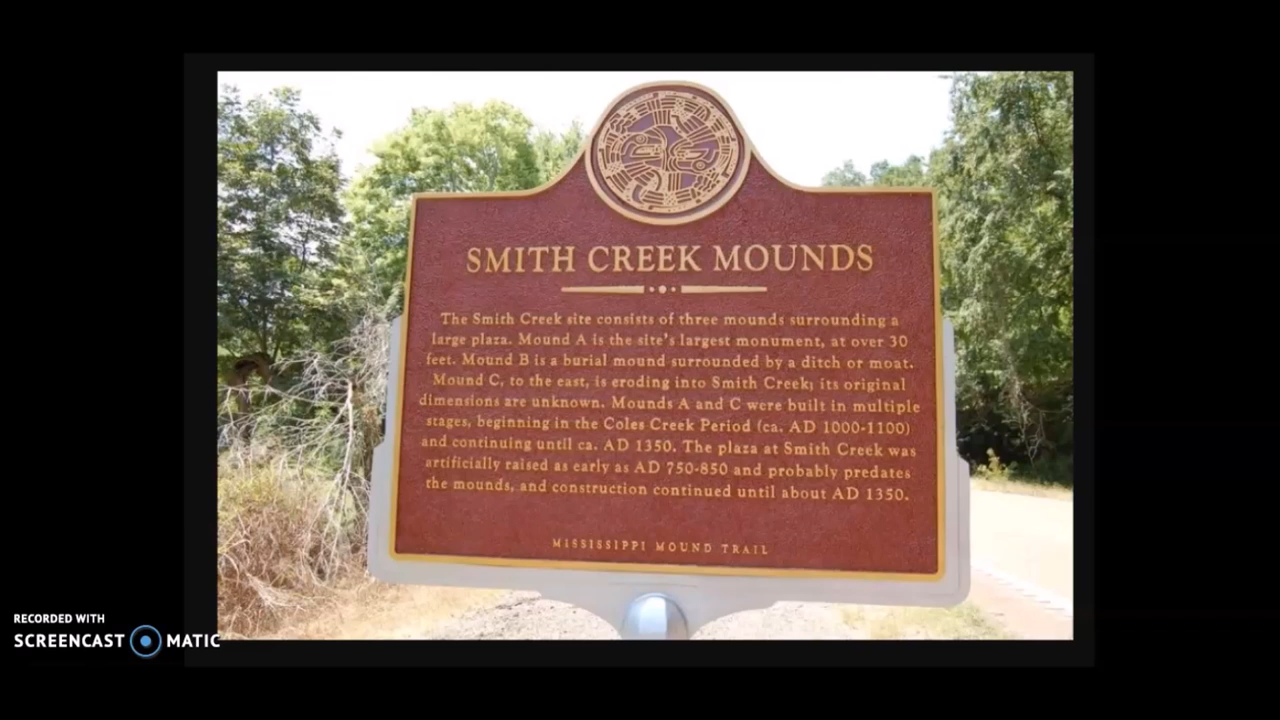 SMITH CREEK MOUNDS
The Smith Creek site consists of three mounds surrounding a
large plaza. Mound A is the site's largest monument, at over 30
feet. Mound B is a burial mound surrounded by a ditch or moat.
Mound C, to the east, is eroding into Smith Creek; its original
dimensions are unknown. Mounds A and C were built in multiple
stages, beginning in the Coles Creek Period (ca. AD 1000-1100)
and continuing until ca. AD 1350. The plaza at Smith Creek was
artificially raised as early as AD 750-850 and probably predates
the mounds, and construction continued until about AD 1350.
MISSISSIPPI MOUND TRAIL
RECORDED WITH
SCREENCAST MATIC